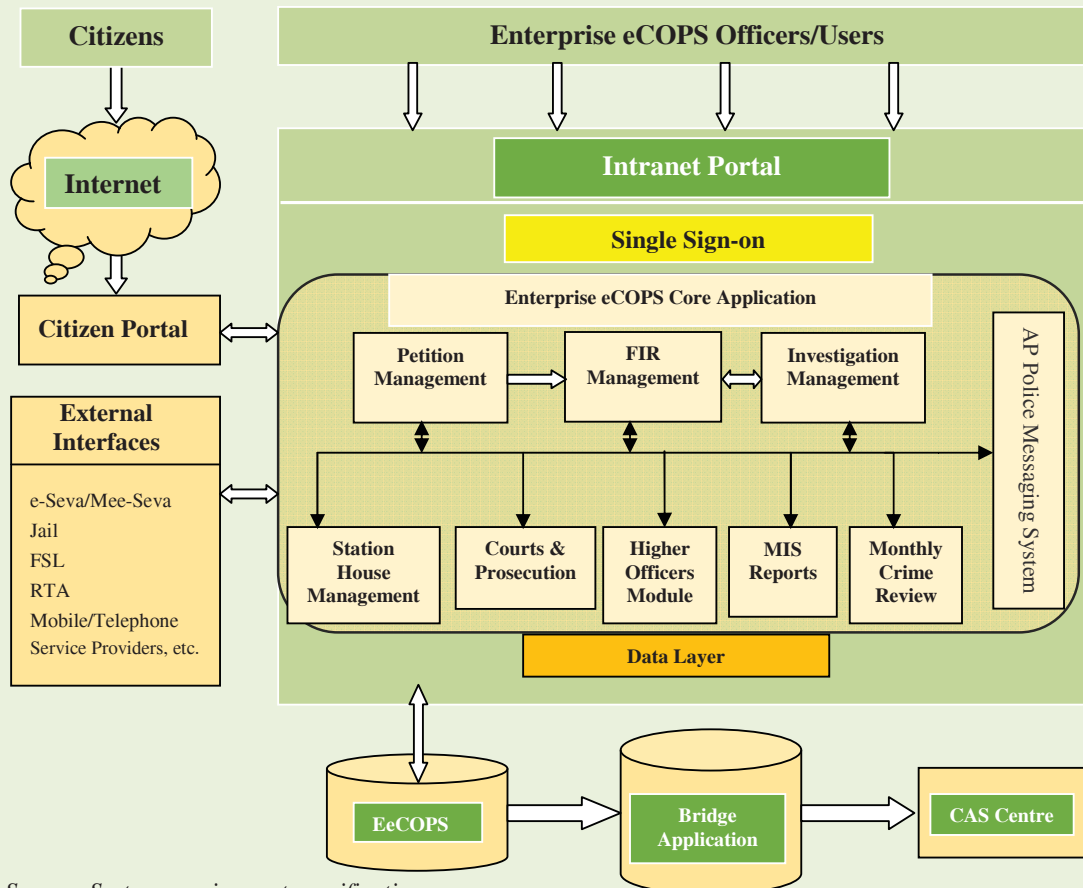 Citizens
Enterprise eCOPS Officers/Users
Internet
Intranet Portal
Single Sign-on
Citizen Portal
Enterprise eCOPS Core Application
Petition
Management
FIR
Management
Investigation
Management
AP Police Messaging System
External
Interfaces
e-Seva/Mee-Seva
Jail
FSL
RTA
Mobile/Telephone
Service Providers, etc.
Station
House
Management
Courts &
Prosecution
Higher
Officers
Module
MIS
Reports
Monthly
Crime
Review
Data Layer
EeCOPS
Bridge
Application
CAS Centre